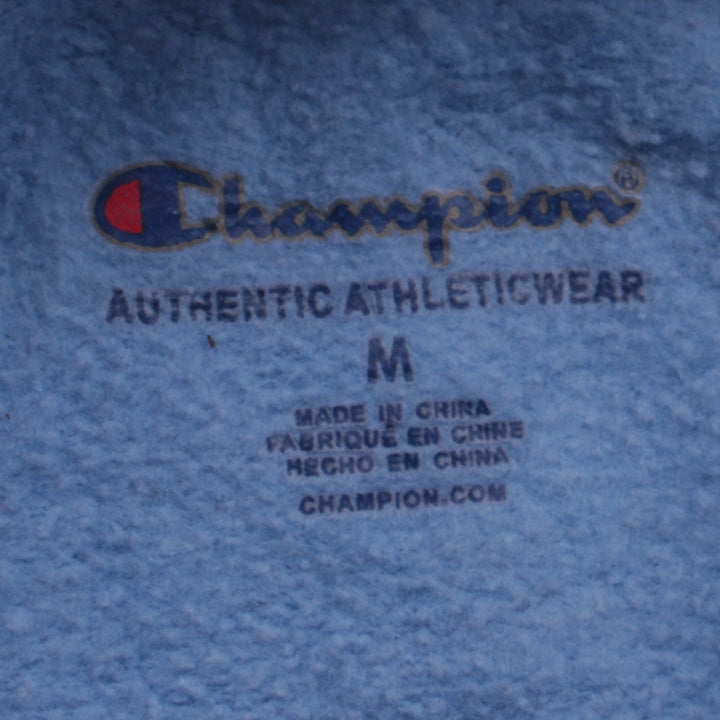 Champion®
AUTHENTIC ATHLETICWEAR
M
MADE IN CHINA
FABRIQUÉ EN CHINE
HECHO EN CHINA
CHAMPION.COM